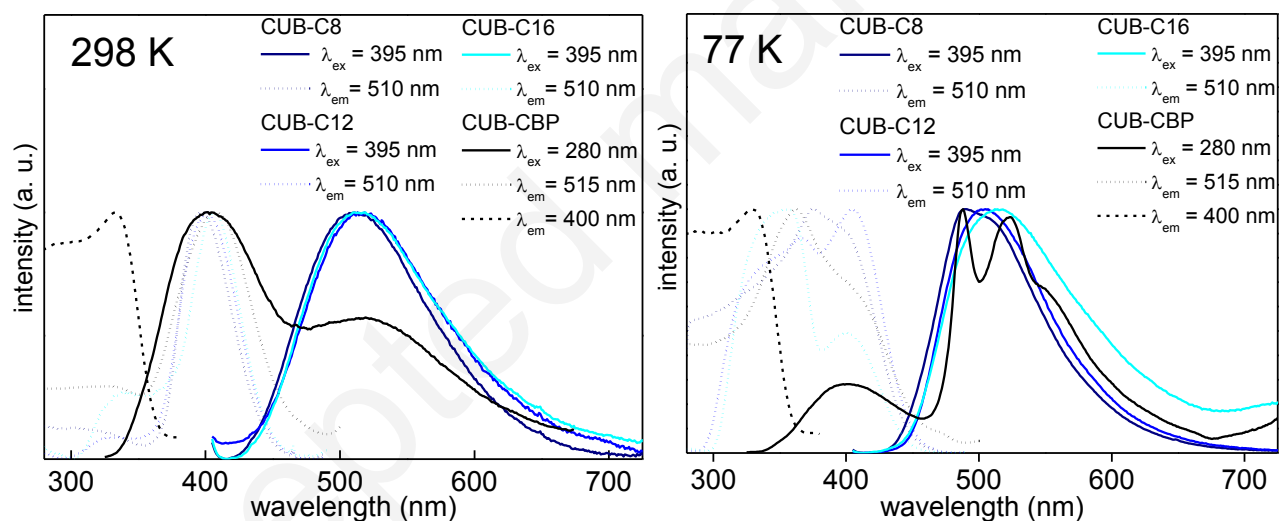 298 K
CUB-C8
λex = 395 nm
λem = 510 nm
CUB-C12
λex = 395 nm
λem = 510 nm
CUB-C16
λex = 395 nm
λem = 510 nm
CUB-CBP
λex = 280 nm
λem = 515 nm
λem = 400 nm
intensity (a. u.)
300 400 500 600 700
wavelength (nm)
77 K
CUB-C8
λex = 395 nm
λem = 510 nm
CUB-C12
λex = 395 nm
λem = 510 nm
CUB-C16
λex = 395 nm
λem = 510 nm
CUB-CBP
λex = 280 nm
λem = 515 nm
λem = 400 nm
intensity (a. u.)
300 400 500 600 700
wavelength (nm)
epted ma